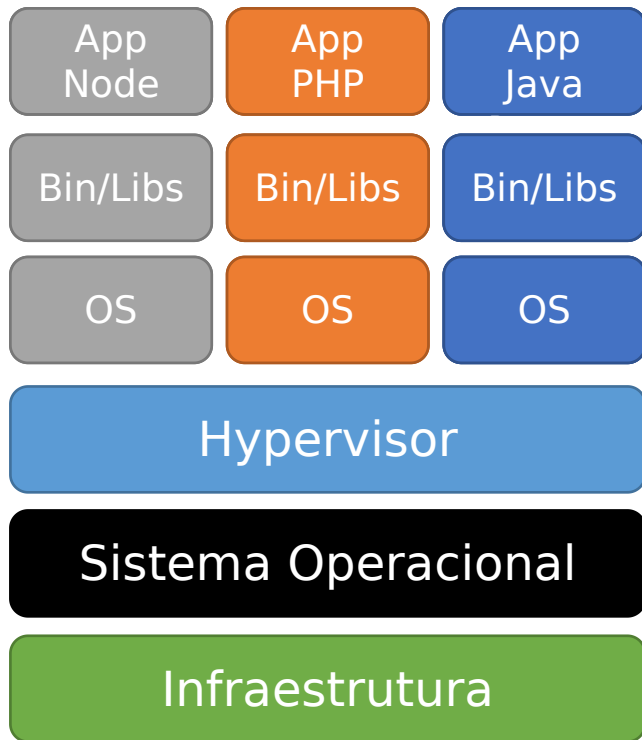 App
Node
App
PHP
App
Java
Bin/Libs
Bin/Libs
Bin/Libs
OS
OS
OS
Hypervisor
Sistema Operacional
Infraestrutura